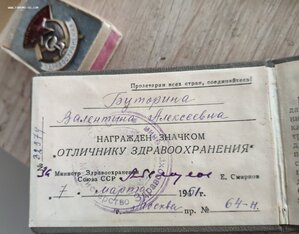 Пролетарии всех стран, соединяйтесь!
Буторина
Валентина Алексеевна
НАГРАЖДЕН ЗНАЧКОМ
"ОТЛИЧНИКУ ЗДРАВООХРАНЕНИЯ"
Министр Здравоохранения
Союза ССР Е. Смирнов
7 марта
Москва пр. № 64-н.